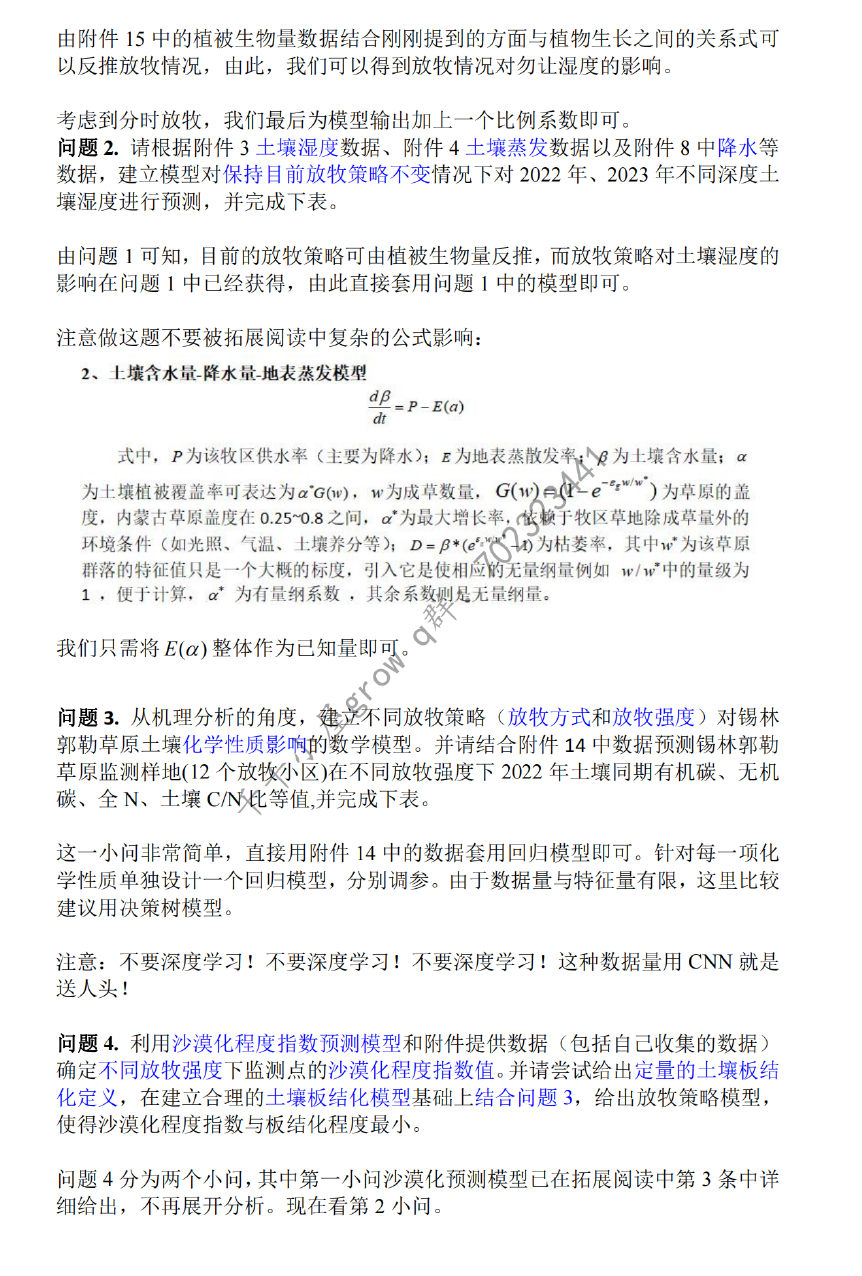 由附件 15 中的植被生物量数据结合刚刚提到的方面与植物生长之间的关系式可
以反推放牧情况，由此，我们可以得到放牧情况对勿让湿度的影响。
考虑到分时放牧，我们最后为模型输出加上一个比例系数即可。
问题 2. 请根据附件 3 土壤湿度数据、附件 4 土壤蒸发数据以及附件 8 中降水等
数据，建立模型对保持目前放牧策略不变情况下对 2022 年、2023 年不同深度土
壤湿度进行预测，并完成下表。
由问题 1 可知，目前的放牧策略可由植被生物量反推，而放牧策略对土壤湿度的
影响在问题 1 中已经获得，由此直接套用问题 1 中的模型即可。
注意做这题不要被拓展阅读中复杂的公式影响：
2、土壤含水量-降水量-地表蒸发模型
dβ/dt = P − E(a)
式中，P 为该牧区供水率（主要为降水）；E 为地表蒸散发率；β 为土壤含水量；α
为土壤植被覆盖率可表达为 α*G(w)，w 为成草数量，G(w)=(1−e^{−ε_g w/w*}) 为草原的盖
度，内蒙古草原盖度在 0.25~0.8 之间，α* 为最大增长率，依赖于牧区草地除成草量外的
环境条件（如光照、气温、土壤养分等）；D = β*(e^{ε_s w/w*}−1) 为枯萎率，其中 w* 为该草原
群落的特征值只是一个大概的标度，引入它是使相应的无量纲量例如 w/w* 中的量级为
1 ，便于计算，α* 为有量纲系数 ，其余系数则是无量纲量。
我们只需将 E(α) 整体作为已知量即可。
问题 3. 从机理分析的角度，建立不同放牧策略（放牧方式和放牧强度）对锡林
郭勒草原土壤化学性质影响的数学模型。并请结合附件 14 中数据预测锡林郭勒
草原监测样地(12 个放牧小区)在不同放牧强度下 2022 年土壤同期有机碳、无机
碳、全 N、土壤 C/N 比等值,并完成下表。
这一小问非常简单，直接用附件 14 中的数据套用回归模型即可。针对每一项化
学性质单独设计一个回归模型，分别调参。由于数据量与特征量有限，这里比较
建议用决策树模型。
注意：不要深度学习！不要深度学习！不要深度学习！这种数据量用 CNN 就是
送人头！
问题 4. 利用沙漠化程度指数预测模型和附件提供数据（包括自己收集的数据）
确定不同放牧强度下监测点的沙漠化程度指数值。并请尝试给出定量的土壤板结
化定义，在建立合理的土壤板结化模型基础上结合问题 3，给出放牧策略模型，
使得沙漠化程度指数与板结化程度最小。
问题 4 分为两个小问，其中第一小问沙漠化预测模型已在拓展阅读中第 3 条中详
细给出，不再展开分析。现在看第 2 小问。
grow q群 702323441